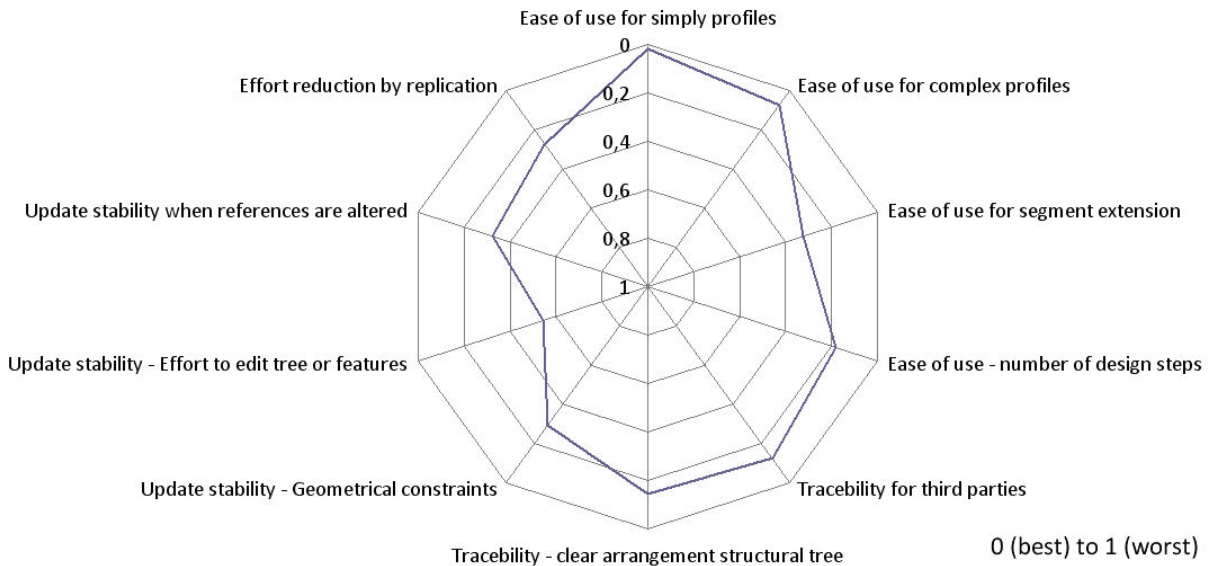 Ease of use for simply profiles
0
Effort reduction by replication
Ease of use for complex profiles
0,2
0,4
Update stability when references are altered
Ease of use for segment extension
0,6
0,8
1
Update stability - Effort to edit tree or features
Ease of use - number of design steps
Update stability - Geometrical constraints
Tracebility for third parties
Tracebility - clear arrangement structural tree
0 (best) to 1 (worst)